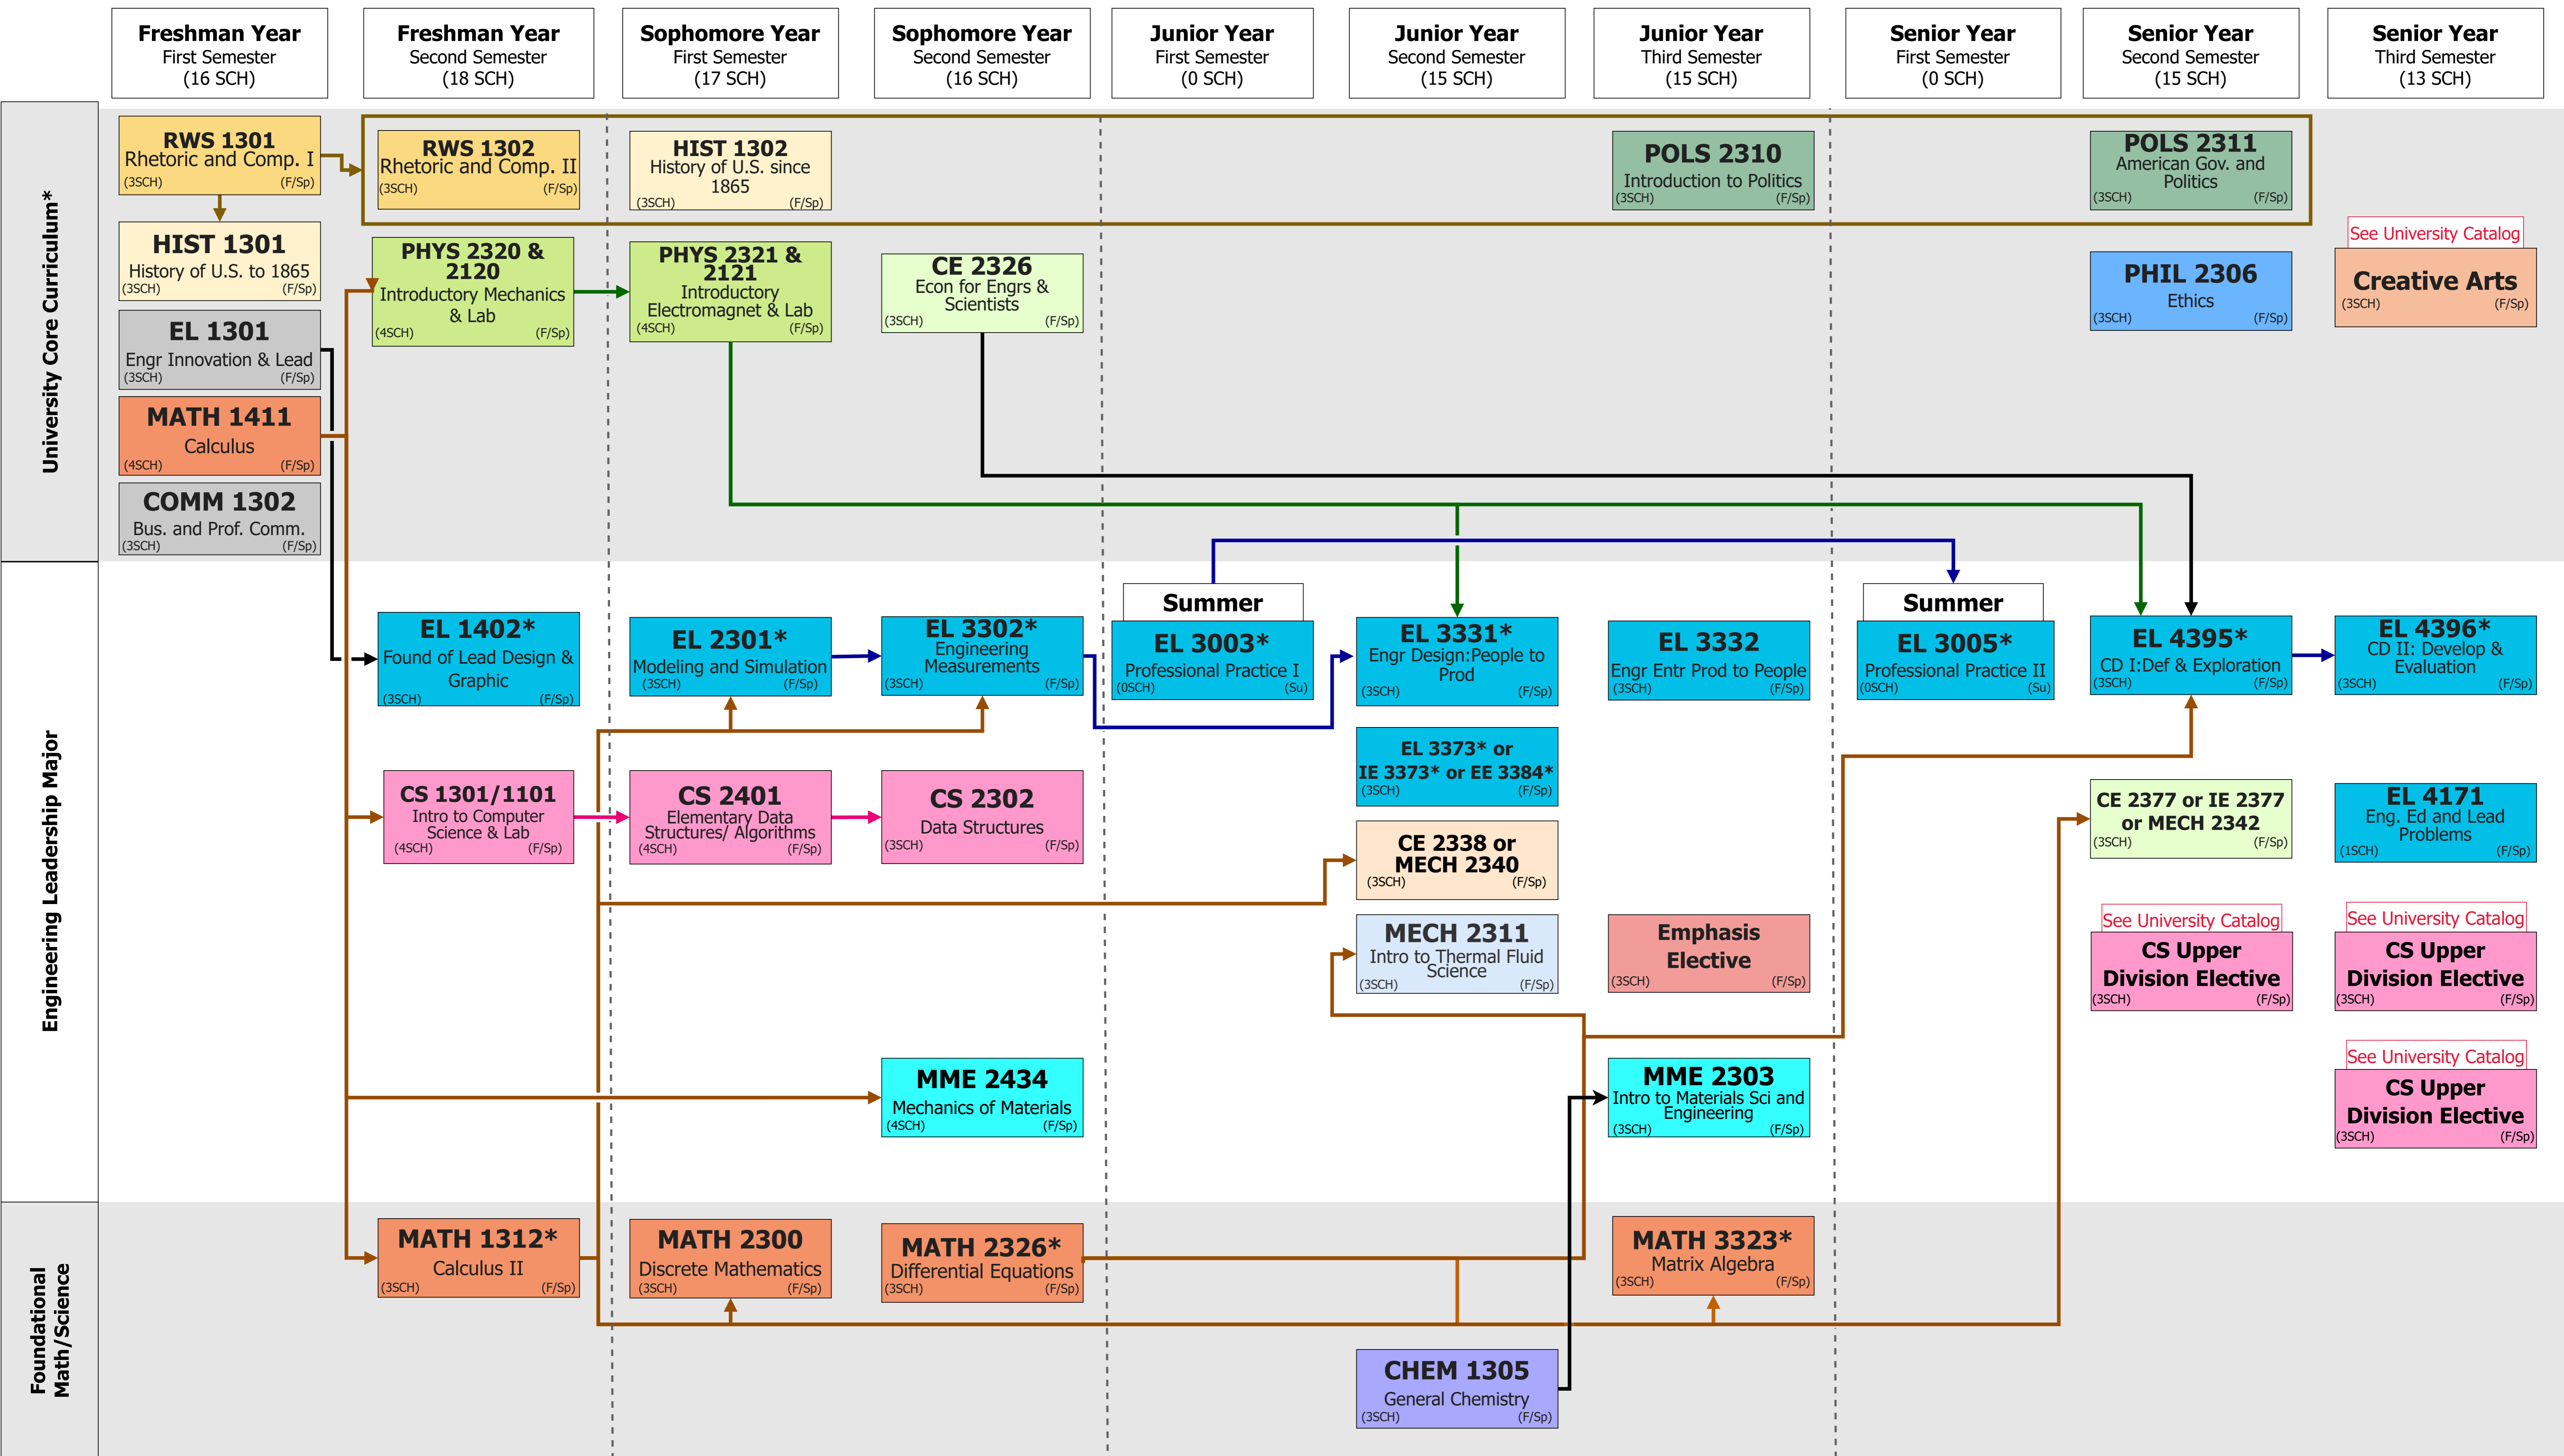 Freshman Year
First Semester
(16 SCH)
Freshman Year
Second Semester
(18 SCH)
Sophomore Year
First Semester
(17 SCH)
Sophomore Year
Second Semester
(16 SCH)
Junior Year
First Semester
(0 SCH)
Junior Year
Second Semester
(15 SCH)
Junior Year
Third Semester
(15 SCH)
Senior Year
First Semester
(0 SCH)
Senior Year
Second Semester
(15 SCH)
Senior Year
Third Semester
(13 SCH)
University Core Curriculum*
RWS 1301
Rhetoric and Comp. I
(3SCH) (F/Sp)
RWS 1302
Rhetoric and Comp. II
(3SCH) (F/Sp)
HIST 1302
History of U.S. since
1865
(3SCH) (F/Sp)
POLS 2310
Introduction to Politics
(3SCH) (F/Sp)
POLS 2311
American Gov. and
Politics
(3SCH) (F/Sp)
HIST 1301
History of U.S. to 1865
(3SCH) (F/Sp)
PHYS 2320 &
2120
Introductory Mechanics
& Lab
(4SCH) (F/Sp)
PHYS 2321 &
2121
Introductory
Electromagnet & Lab
(4SCH) (F/Sp)
CE 2326
Econ for Engrs &
Scientists
(3SCH) (F/Sp)
PHIL 2306
Ethics
(3SCH) (F/Sp)
See University Catalog
Creative Arts
(3SCH) (F/Sp)
EL 1301
Engr Innovation & Lead
(3SCH) (F/Sp)
MATH 1411
Calculus
(4SCH) (F/Sp)
COMM 1302
Bus. and Prof. Comm.
(3SCH) (F/Sp)
Engineering Leadership Major
EL 1402*
Found of Lead Design &
Graphic
(3SCH) (F/Sp)
EL 2301*
Modeling and Simulation
(3SCH) (F/Sp)
EL 3302*
Engineering
Measurements
(3SCH) (F/Sp)
Summer
EL 3003*
Professional Practice I
(0SCH) (Su)
EL 3331*
Engr Design:People to
Prod
(3SCH) (F/Sp)
EL 3332
Engr Entr Prod to People
(3SCH) (F/Sp)
Summer
EL 3005*
Professional Practice II
(0SCH) (Su)
EL 4395*
CD I:Def & Exploration
(3SCH) (F/Sp)
EL 4396*
CD II: Develop &
Evaluation
(3SCH) (F/Sp)
EL 3373* or
IE 3373* or EE 3384*
(3SCH) (F/Sp)
CS 1301/1101
Intro to Computer
Science & Lab
(4SCH) (F/Sp)
CS 2401
Elementary Data
Structures/ Algorithms
(4SCH) (F/Sp)
CS 2302
Data Structures
(3SCH) (F/Sp)
CE 2338 or
MECH 2340
(3SCH) (F/Sp)
CE 2377 or IE 2377
or MECH 2342
(3SCH) (F/Sp)
EL 4171
Eng. Ed and Lead
Problems
(1SCH) (F/Sp)
MECH 2311
Intro to Thermal Fluid
Science
(3SCH) (F/Sp)
Emphasis
Elective
(3SCH) (F/Sp)
See University Catalog
CS Upper
Division Elective
(3SCH) (F/Sp)
See University Catalog
CS Upper
Division Elective
(3SCH) (F/Sp)
MME 2434
Mechanics of Materials
(4SCH) (F/Sp)
MME 2303
Intro to Materials Sci and
Engineering
(3SCH) (F/Sp)
See University Catalog
CS Upper
Division Elective
(3SCH) (F/Sp)
Foundational
Math/Science
MATH 1312*
Calculus II
(3SCH) (F/Sp)
MATH 2300
Discrete Mathematics
(3SCH) (F/Sp)
MATH 2326*
Differential Equations
(3SCH) (F/Sp)
MATH 3323*
Matrix Algebra
(3SCH) (F/Sp)
CHEM 1305
General Chemistry
(3SCH) (F/Sp)